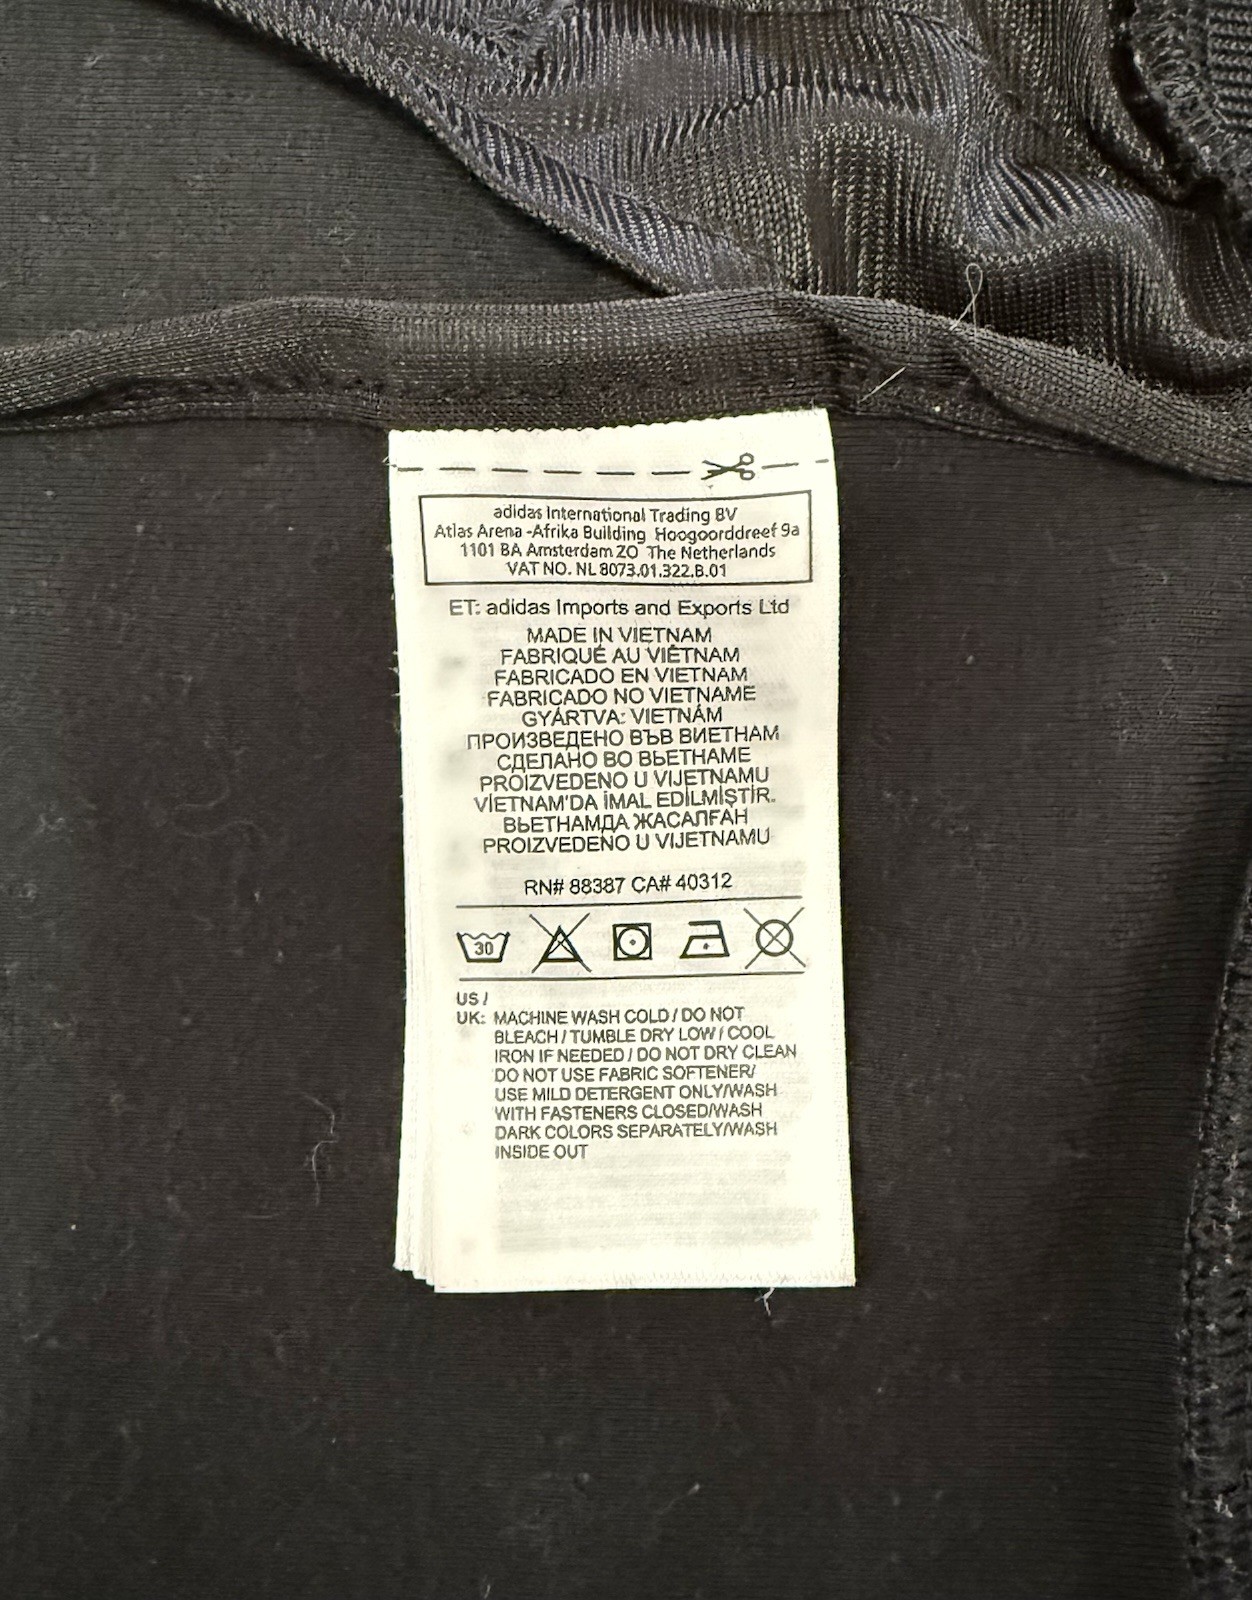 adidas International Trading BV
Atlas Arena -Afrika Building Hoogoorddreef 9a
1101 BA Amsterdam ZO The Netherlands
VAT NO. NL 8073.01.322.B.01
ET: adidas Imports and Exports Ltd
MADE IN VIETNAM
FABRIQUÉ AU VIÊTNAM
FABRICADO EN VIETNAM
FABRICADO NO VIETNAME
GYÁRTVA: VIETNÁM
ПРОИЗВЕДЕНО ВЪВ ВИЕТНАМ
СДЕЛАНО ВО ВЬЕТНАМЕ
PROIZVEDENO U VIJETNAMU
VİETNAM'DA İMAL EDİLMİŞTİR.
ВЬЕТНАМДА ЖАСАЛҒАН
PROIZVEDENO U VIJETNAMU
RN# 88387 CA# 40312
30
US /
UK: MACHINE WASH COLD / DO NOT
BLEACH / TUMBLE DRY LOW / COOL
IRON IF NEEDED / DO NOT DRY CLEAN
DO NOT USE FABRIC SOFTENER/
USE MILD DETERGENT ONLY/WASH
WITH FASTENERS CLOSED/WASH
DARK COLORS SEPARATELY/WASH
INSIDE OUT